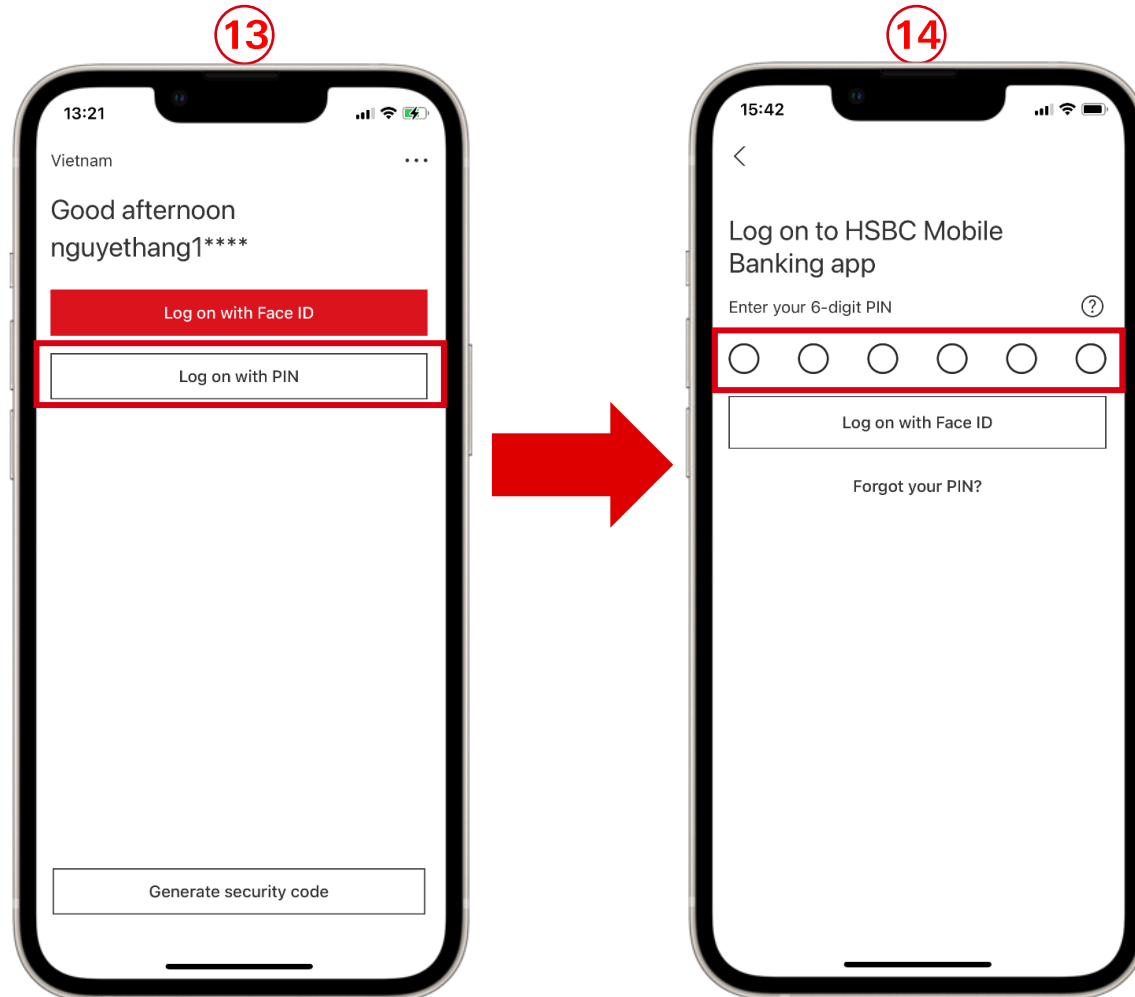 13
13:21
Vietnam
Good afternoon
nguyethang1****
Log on with Face ID
Log on with PIN
Generate security code
14
15:42
Log on to HSBC Mobile
Banking app
Enter your 6-digit PIN
?
Log on with Face ID
Forgot your PIN?